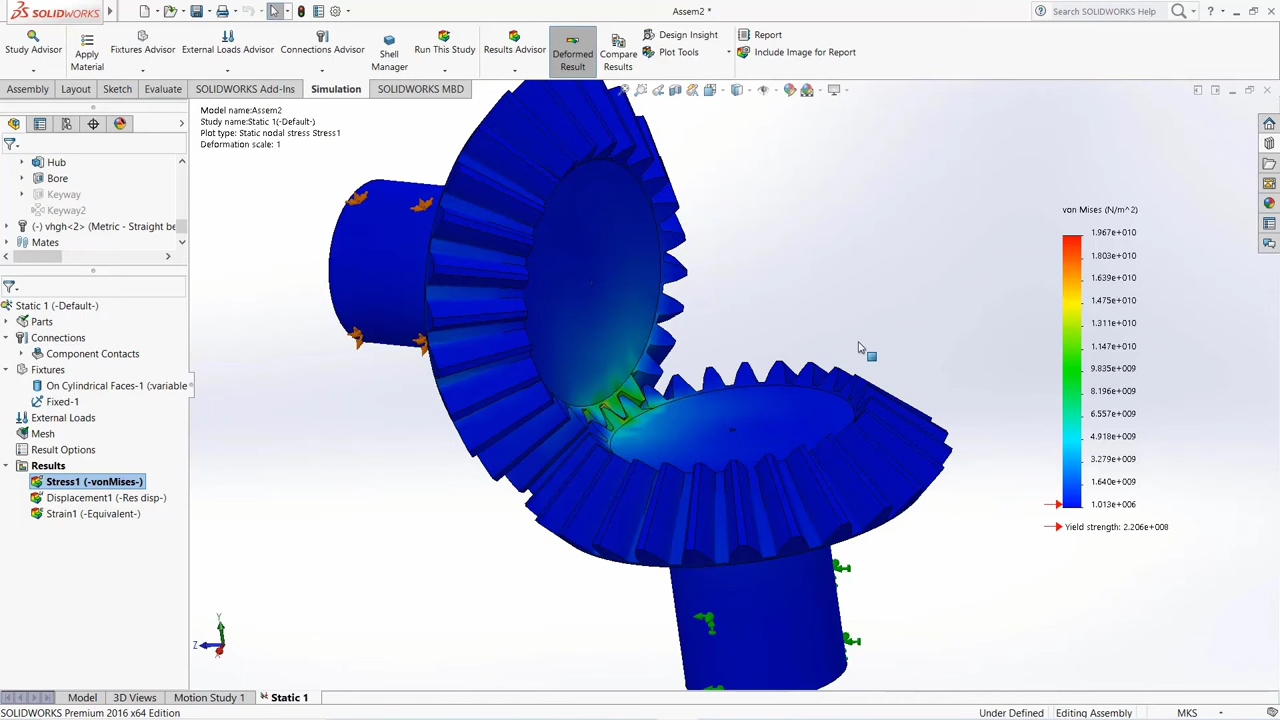 SOLIDWORKS
Assem2 *
Search SOLIDWORKS Help
Study Advisor
Apply Material
Fixtures Advisor
External Loads Advisor
Connections Advisor
Shell Manager
Run This Study
Results Advisor
Deformed Result
Compare Results
Design Insight
Plot Tools
Report
Include Image for Report
Assembly
Layout
Sketch
Evaluate
SOLIDWORKS Add-Ins
Simulation
SOLIDWORKS MBD
Model name:Assem2
Study name:Static 1(-Default-)
Plot type: Static nodal stress Stress1
Deformation scale: 1
Hub
Bore
Keyway
Keyway2
(-) vhgh<2> (Metric - Straight be
Mates
Static 1 (-Default-)
Parts
Connections
Component Contacts
Fixtures
On Cylindrical Faces-1 (variable
Fixed-1
External Loads
Mesh
Result Options
Results
Stress1 (-vonMises-)
Displacement1 (-Res disp-)
Strain1 (-Equivalent-)
von Mises (N/m^2)
1.967e+010
1.803e+010
1.639e+010
1.475e+010
1.311e+010
1.147e+010
9.835e+009
8.196e+009
6.557e+009
4.918e+009
3.279e+009
1.640e+009
1.013e+006
Yield strength: 2.206e+008
Y
Z
X
Model
3D Views
Motion Study 1
Static 1
SOLIDWORKS Premium 2016 x64 Edition
Under Defined
Editing Assembly
MKS